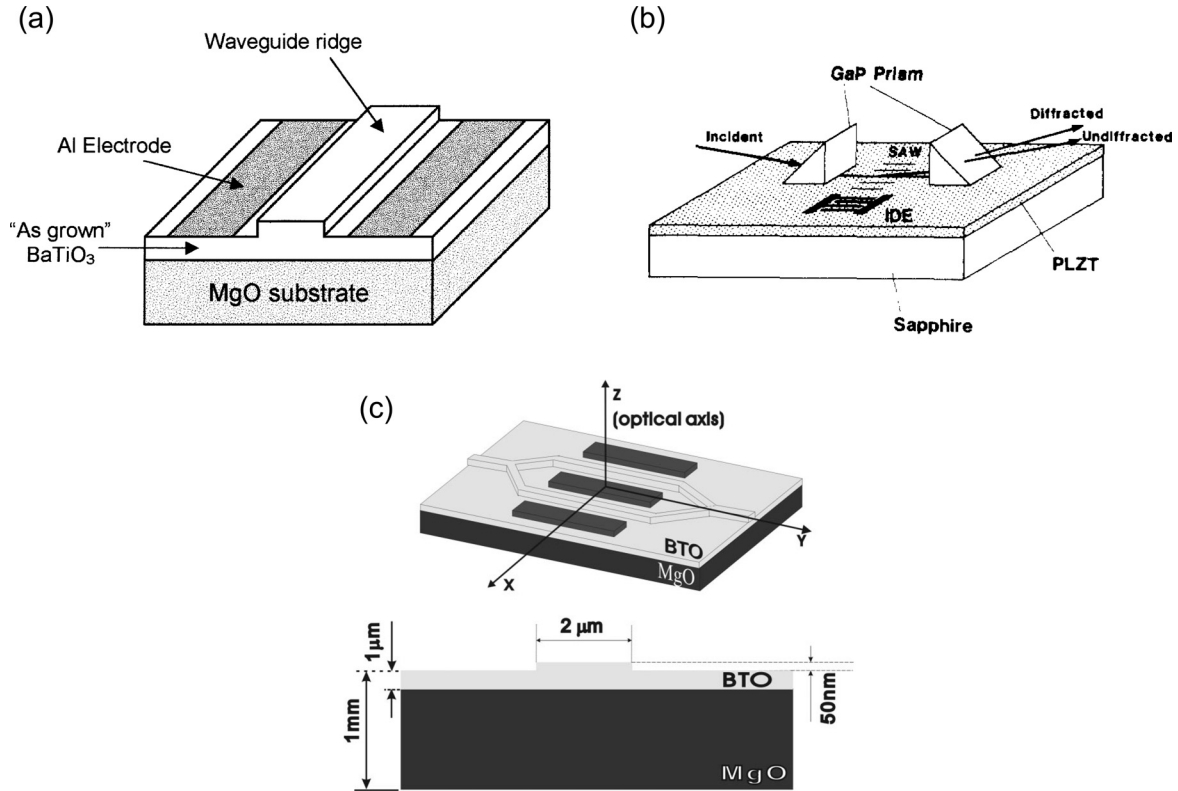 (a)
Waveguide ridge
Al Electrode
“As grown”
BaTiO₃
MgO substrate
(b)
GaP Prism
Incident
SAW
Diffracted
Undiffracted
IDE
PLZT
Sapphire
(c)
Z
(optical axis)
BTO
Y
MgO
X
2 μm
1μm
BTO
50nm
1mm
MgO